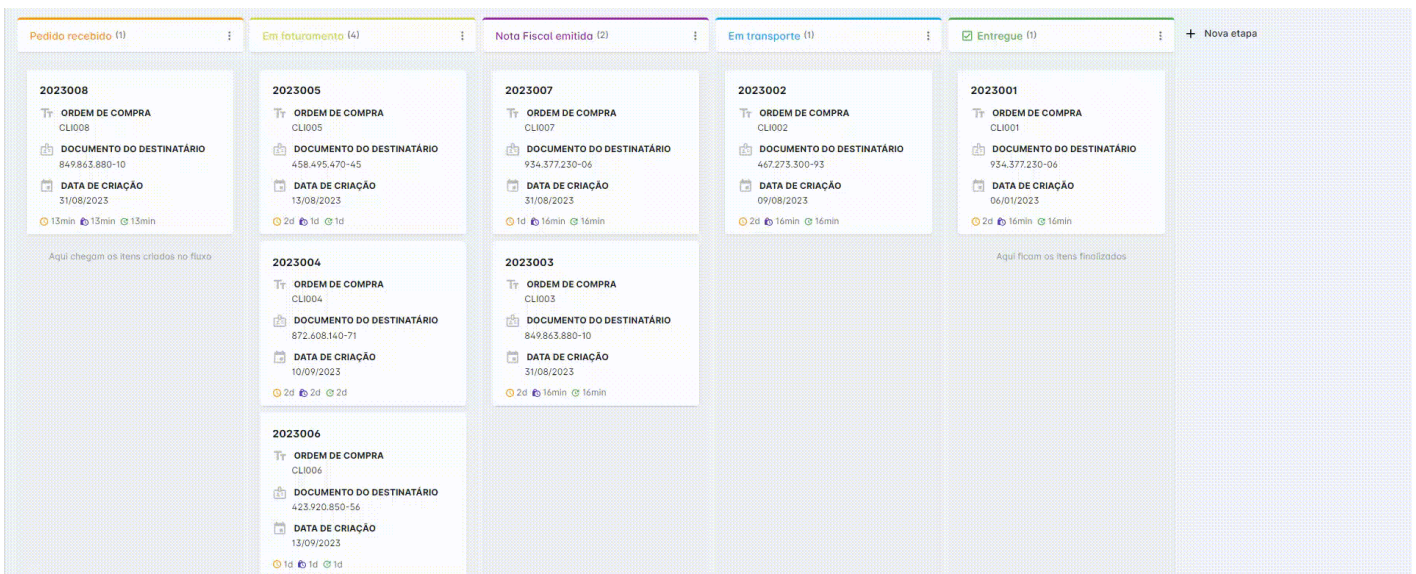 Pedido recebido (1)
Em faturamento (4)
Nota Fiscal emitida (2)
Em transporte (1)
Entregue (1)
+ Nova etapa
2023008
ORDEM DE COMPRA
CLI008
DOCUMENTO DO DESTINATÁRIO
849.863.880-10
DATA DE CRIAÇÃO
31/08/2023
13min 13min 13min
Aqui chegam os itens criados no fluxo
2023005
ORDEM DE COMPRA
CLI005
DOCUMENTO DO DESTINATÁRIO
458.495.470-45
DATA DE CRIAÇÃO
13/08/2023
2d 1d 1d
2023004
ORDEM DE COMPRA
CLI004
DOCUMENTO DO DESTINATÁRIO
872.608.140-71
DATA DE CRIAÇÃO
10/09/2023
2d 2d 2d
2023006
ORDEM DE COMPRA
CLI006
DOCUMENTO DO DESTINATÁRIO
423.920.850-56
DATA DE CRIAÇÃO
13/09/2023
1d 1d 1d
2023007
ORDEM DE COMPRA
CLI007
DOCUMENTO DO DESTINATÁRIO
934.377.230-06
DATA DE CRIAÇÃO
31/08/2023
1d 16min 16min
2023003
ORDEM DE COMPRA
CLI003
DOCUMENTO DO DESTINATÁRIO
849.863.880-10
DATA DE CRIAÇÃO
31/08/2023
2d 16min 16min
2023002
ORDEM DE COMPRA
CLI002
DOCUMENTO DO DESTINATÁRIO
467.273.300-93
DATA DE CRIAÇÃO
09/08/2023
2d 16min 16min
2023001
ORDEM DE COMPRA
CLI001
DOCUMENTO DO DESTINATÁRIO
934.377.230-06
DATA DE CRIAÇÃO
06/01/2023
2d 16min 16min
Aqui ficam os itens finalizados